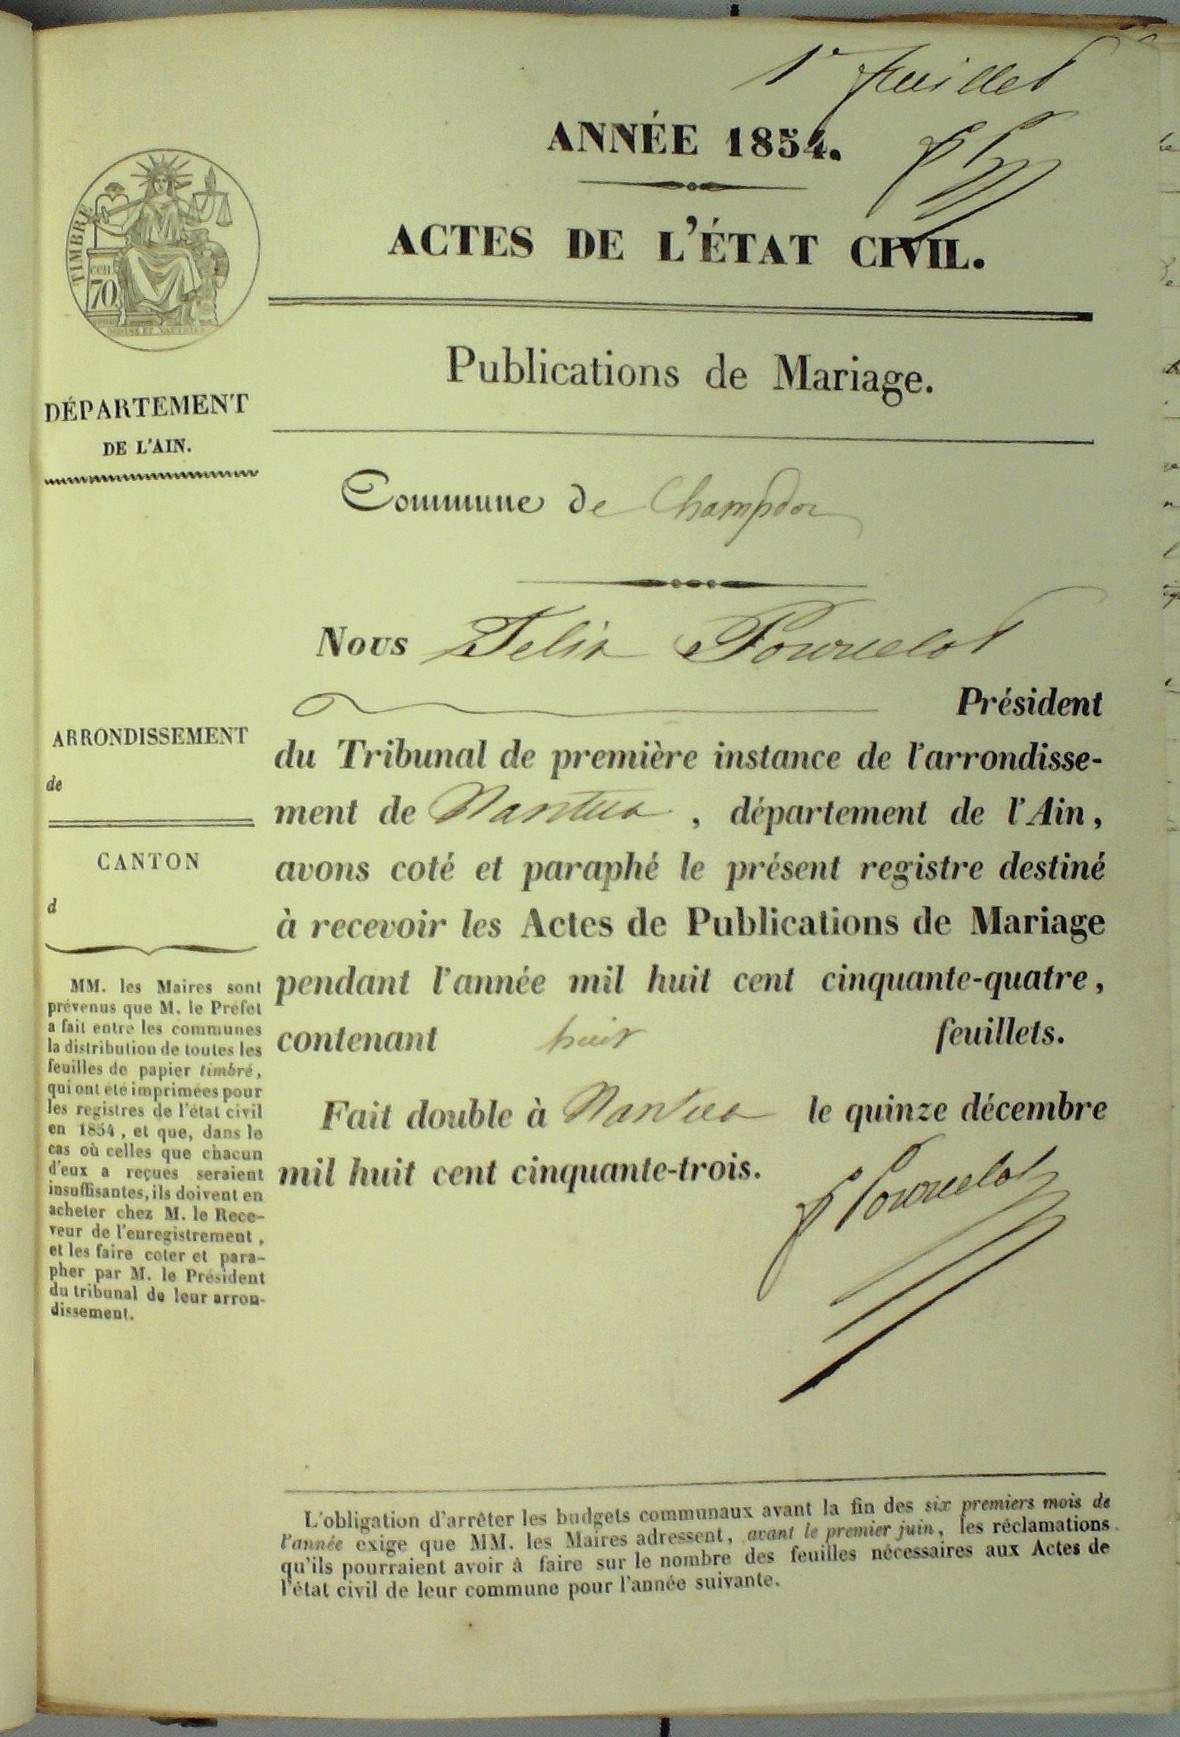 1er feuillet
ANNÉE 1854.
ACTES DE L'ÉTAT CIVIL.
TIMBRE
70
Publications de Mariage.
DÉPARTEMENT
DE L'AIN.
Commune de Champdor
Nous Felix Pourcelot
Président
du Tribunal de première instance de l'arrondisse-
ment de Nantua, département de l'Ain,
avons coté et paraphé le présent registre destiné
à recevoir les Actes de Publications de Mariage
pendant l'année mil huit cent cinquante-quatre,
contenant huit feuillets.
Fait double à Nantua le quinze décembre
mil huit cent cinquante-trois.
F Pourcelot
ARRONDISSEMENT
de
CANTON
d
MM. les Maires sont
prévenus que M. le Préfet
a fait entre les communes
la distribution de toutes les
feuilles de papier timbré,
qui ont été imprimées pour
les registres de l'état civil
en 1854, et que, dans le
cas où celles que chacun
d'eux a reçues seraient
insuffisantes, ils doivent en
acheter chez M. le Rece-
veur de l'enregistrement,
et les faire coter et para-
pher par M. le Président
du tribunal de leur arron-
dissement.
L'obligation d'arrêter les budgets communaux avant la fin des six premiers mois de
l'année exige que MM. les Maires adressent, avant le premier juin, les réclamations
qu'ils pourraient avoir à faire sur le nombre des feuilles nécessaires aux Actes de
l'état civil de leur commune pour l'année suivante.